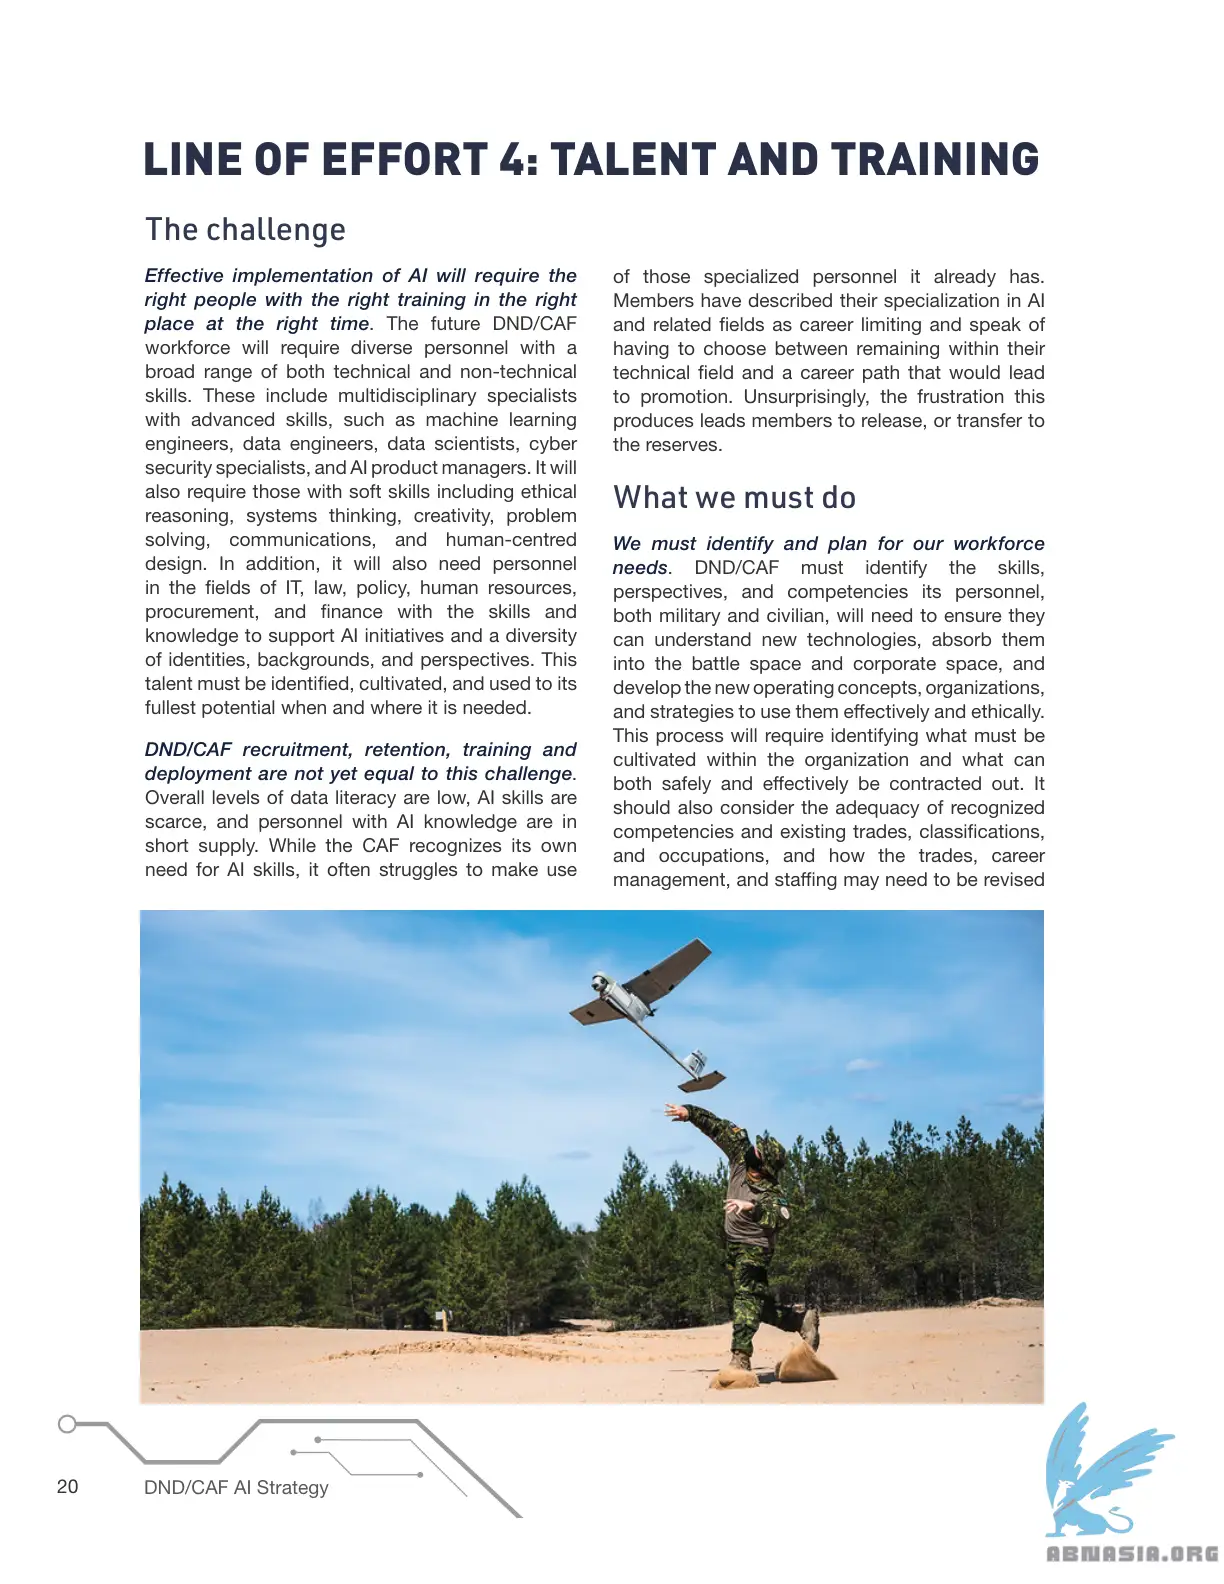 LINE OF EFFORT 4: TALENT AND TRAINING
The challenge
Effective implementation of AI will require the
right people with the right training in the right
place at the right time. The future DND/CAF
workforce will require diverse personnel with a
broad range of both technical and non-technical
skills. These include multidisciplinary specialists
with advanced skills, such as machine learning
engineers, data engineers, data scientists, cyber
security specialists, and AI product managers. It will
also require those with soft skills including ethical
reasoning, systems thinking, creativity, problem
solving, communications, and human-centred
design. In addition, it will also need personnel
in the fields of IT, law, policy, human resources,
procurement, and finance with the skills and
knowledge to support AI initiatives and a diversity
of identities, backgrounds, and perspectives. This
talent must be identified, cultivated, and used to its
fullest potential when and where it is needed.
DND/CAF recruitment, retention, training and
deployment are not yet equal to this challenge.
Overall levels of data literacy are low, AI skills are
scarce, and personnel with AI knowledge are in
short supply. While the CAF recognizes its own
need for AI skills, it often struggles to make use
of those specialized personnel it already has.
Members have described their specialization in AI
and related fields as career limiting and speak of
having to choose between remaining within their
technical field and a career path that would lead
to promotion. Unsurprisingly, the frustration this
produces leads members to release, or transfer to
the reserves.
What we must do
We must identify and plan for our workforce
needs. DND/CAF must identify the skills,
perspectives, and competencies its personnel,
both military and civilian, will need to ensure they
can understand new technologies, absorb them
into the battle space and corporate space, and
develop the new operating concepts, organizations,
and strategies to use them effectively and ethically.
This process will require identifying what must be
cultivated within the organization and what can
both safely and effectively be contracted out. It
should also consider the adequacy of recognized
competencies and existing trades, classifications,
and occupations, and how the trades, career
management, and staffing may need to be revised
20
DND/CAF AI Strategy
ABNASIA.ORG